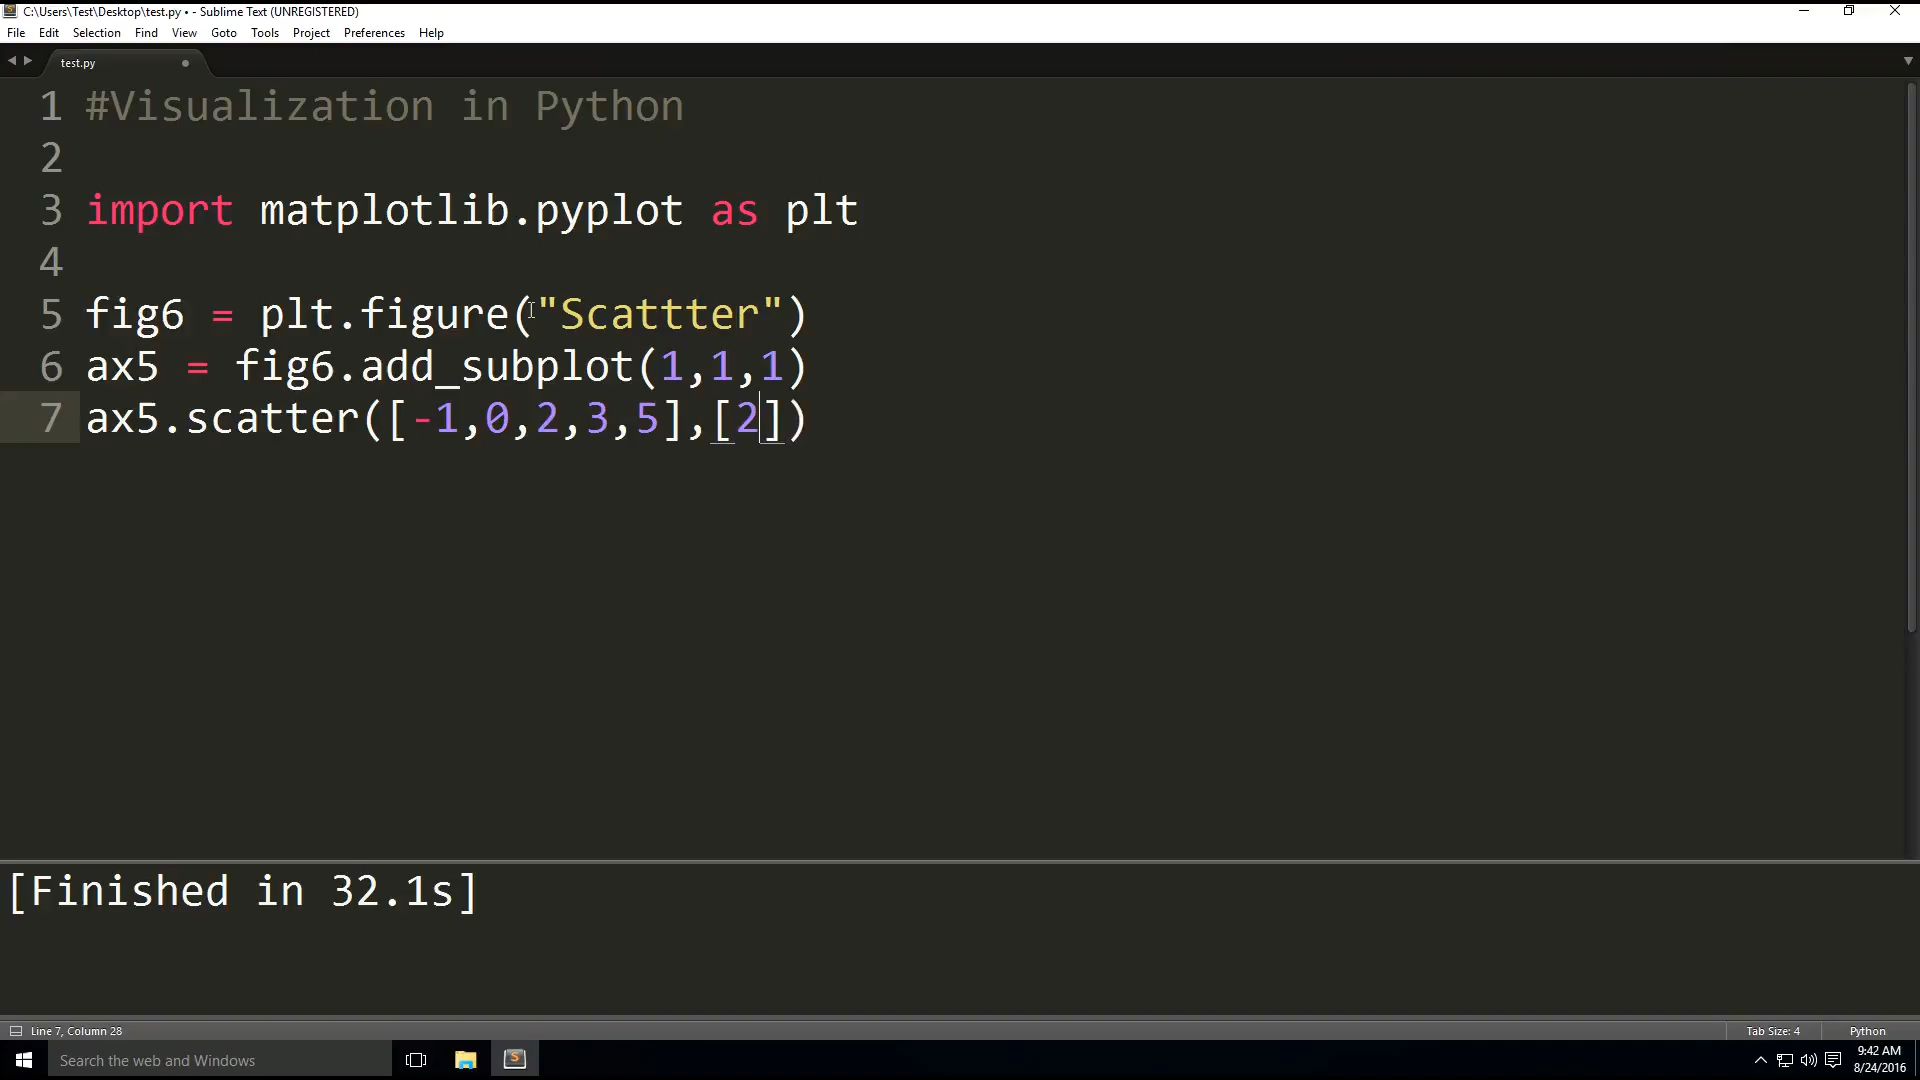 C:\Users\Test\Desktop\test.py • - Sublime Text (UNREGISTERED)
File Edit Selection Find View Goto Tools Project Preferences Help
test.py
1 #Visualization in Python
2
3 import matplotlib.pyplot as plt
4
5 fig6 = plt.figure("Scattter")
6 ax5 = fig6.add_subplot(1,1,1)
7 ax5.scatter([-1,0,2,3,5],[2])
[Finished in 32.1s]
Line 7, Column 28 Tab Size: 4 Python
Search the web and Windows
9:42 AM
8/24/2016